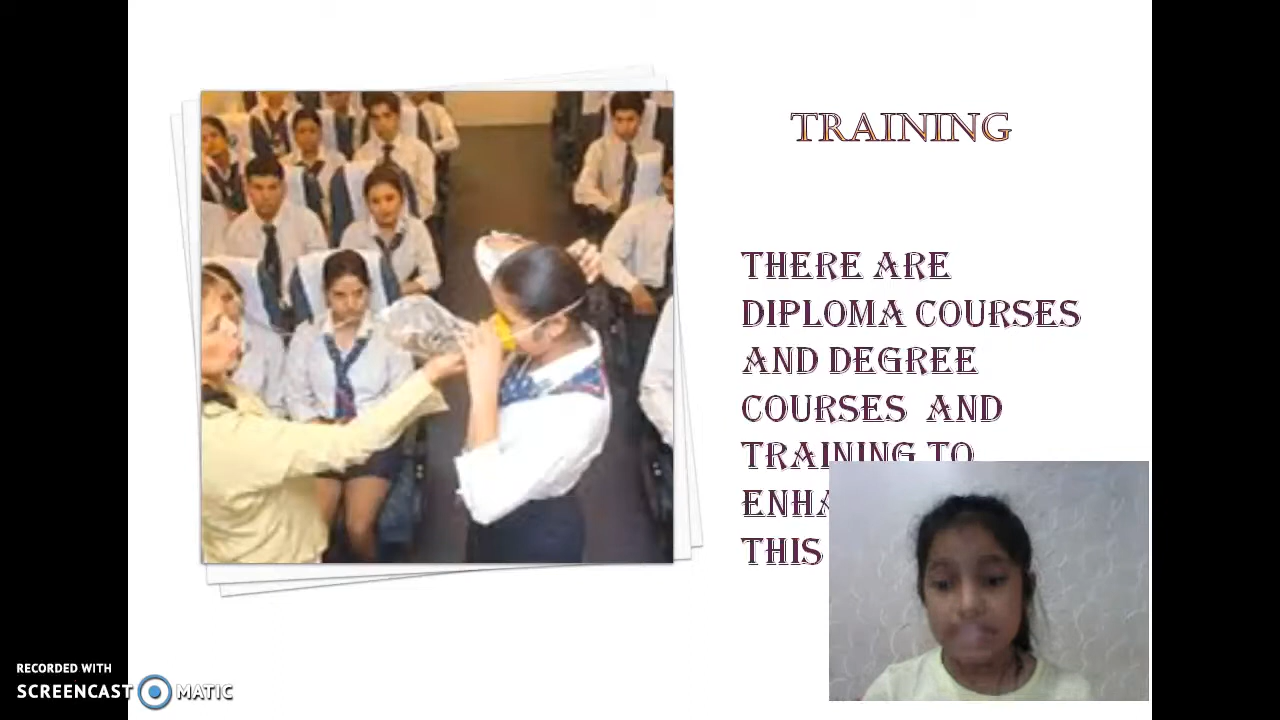 TRAINING
THERE ARE
DIPLOMA COURSES
AND DEGREE
COURSES AND
TRAINING TO
THIS
RECORDED WITH
SCREENCAST MATIC